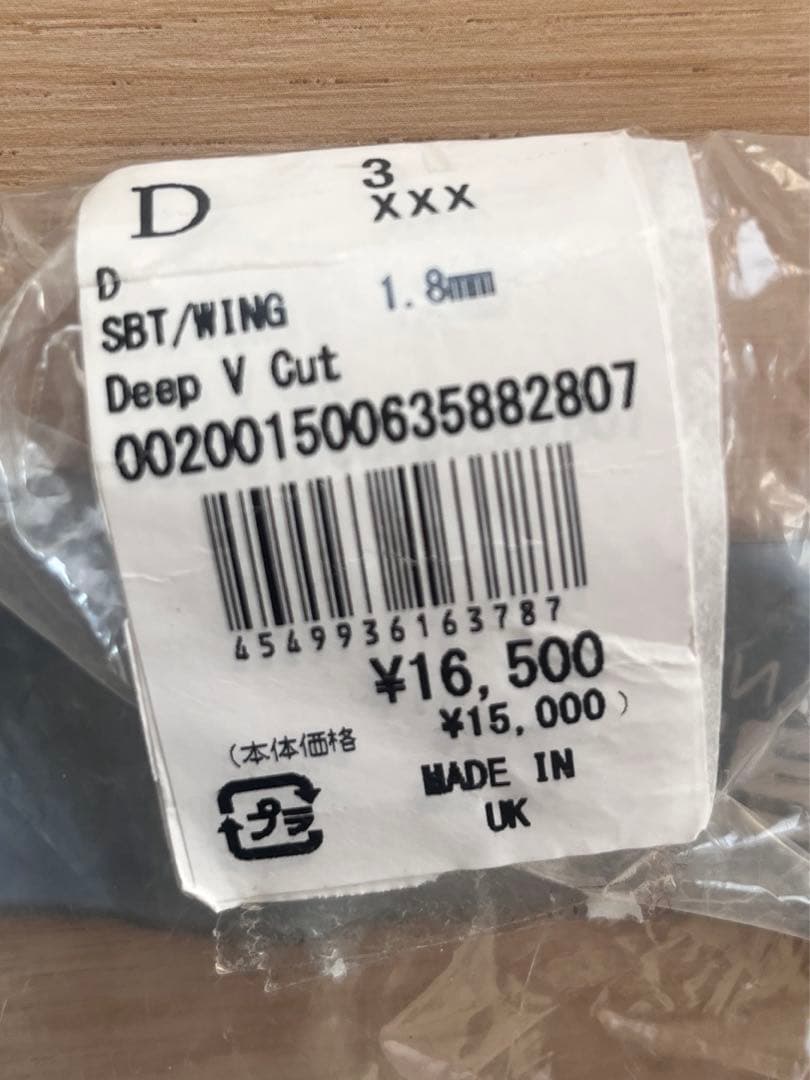 D 3
XXX
D
SBT/WING 1.8mm
Deep V Cut
002001500635882807
4549936163787
¥16,500
(本体価格 ¥15,000)
プラ
MADE IN
UK